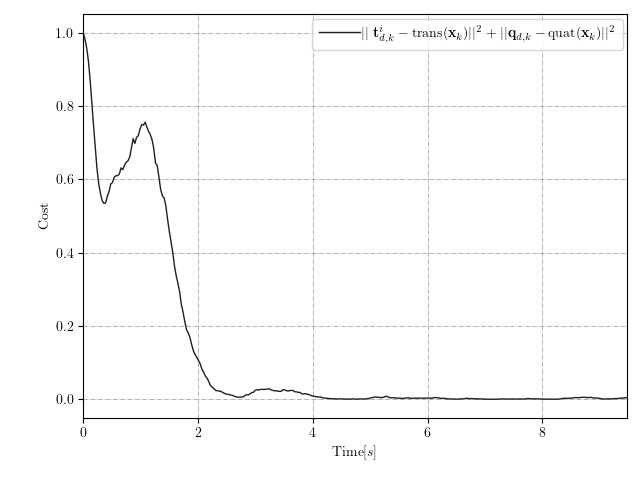 || t^i_{d,k} − trans(x_k)||^2 + ||q_{d,k} − quat(x_k)||^2
1.0
0.8
0.6
0.4
0.2
0.0
Cost
0 2 4 6 8
Time[s]